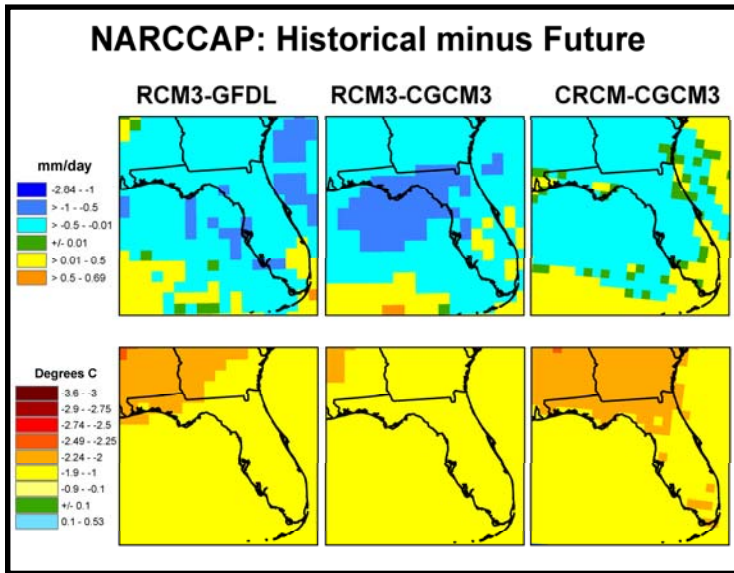 NARCCAP: Historical minus Future
RCM3-GFDL RCM3-CGCM3 CRCM-CGCM3
mm/day
-2.04 - -1
> -1 - -0.5
> -0.5 - -0.01
+/- 0.01
> 0.01 - 0.5
> 0.5 - 0.69
Degrees C
-3.6 - -3
-2.9 - -2.75
-2.74 - -2.5
-2.49 - -2.25
-2.24 - -2
-1.9 - -1
-0.9 - -0.1
+/- 0.1
0.1 - 0.53